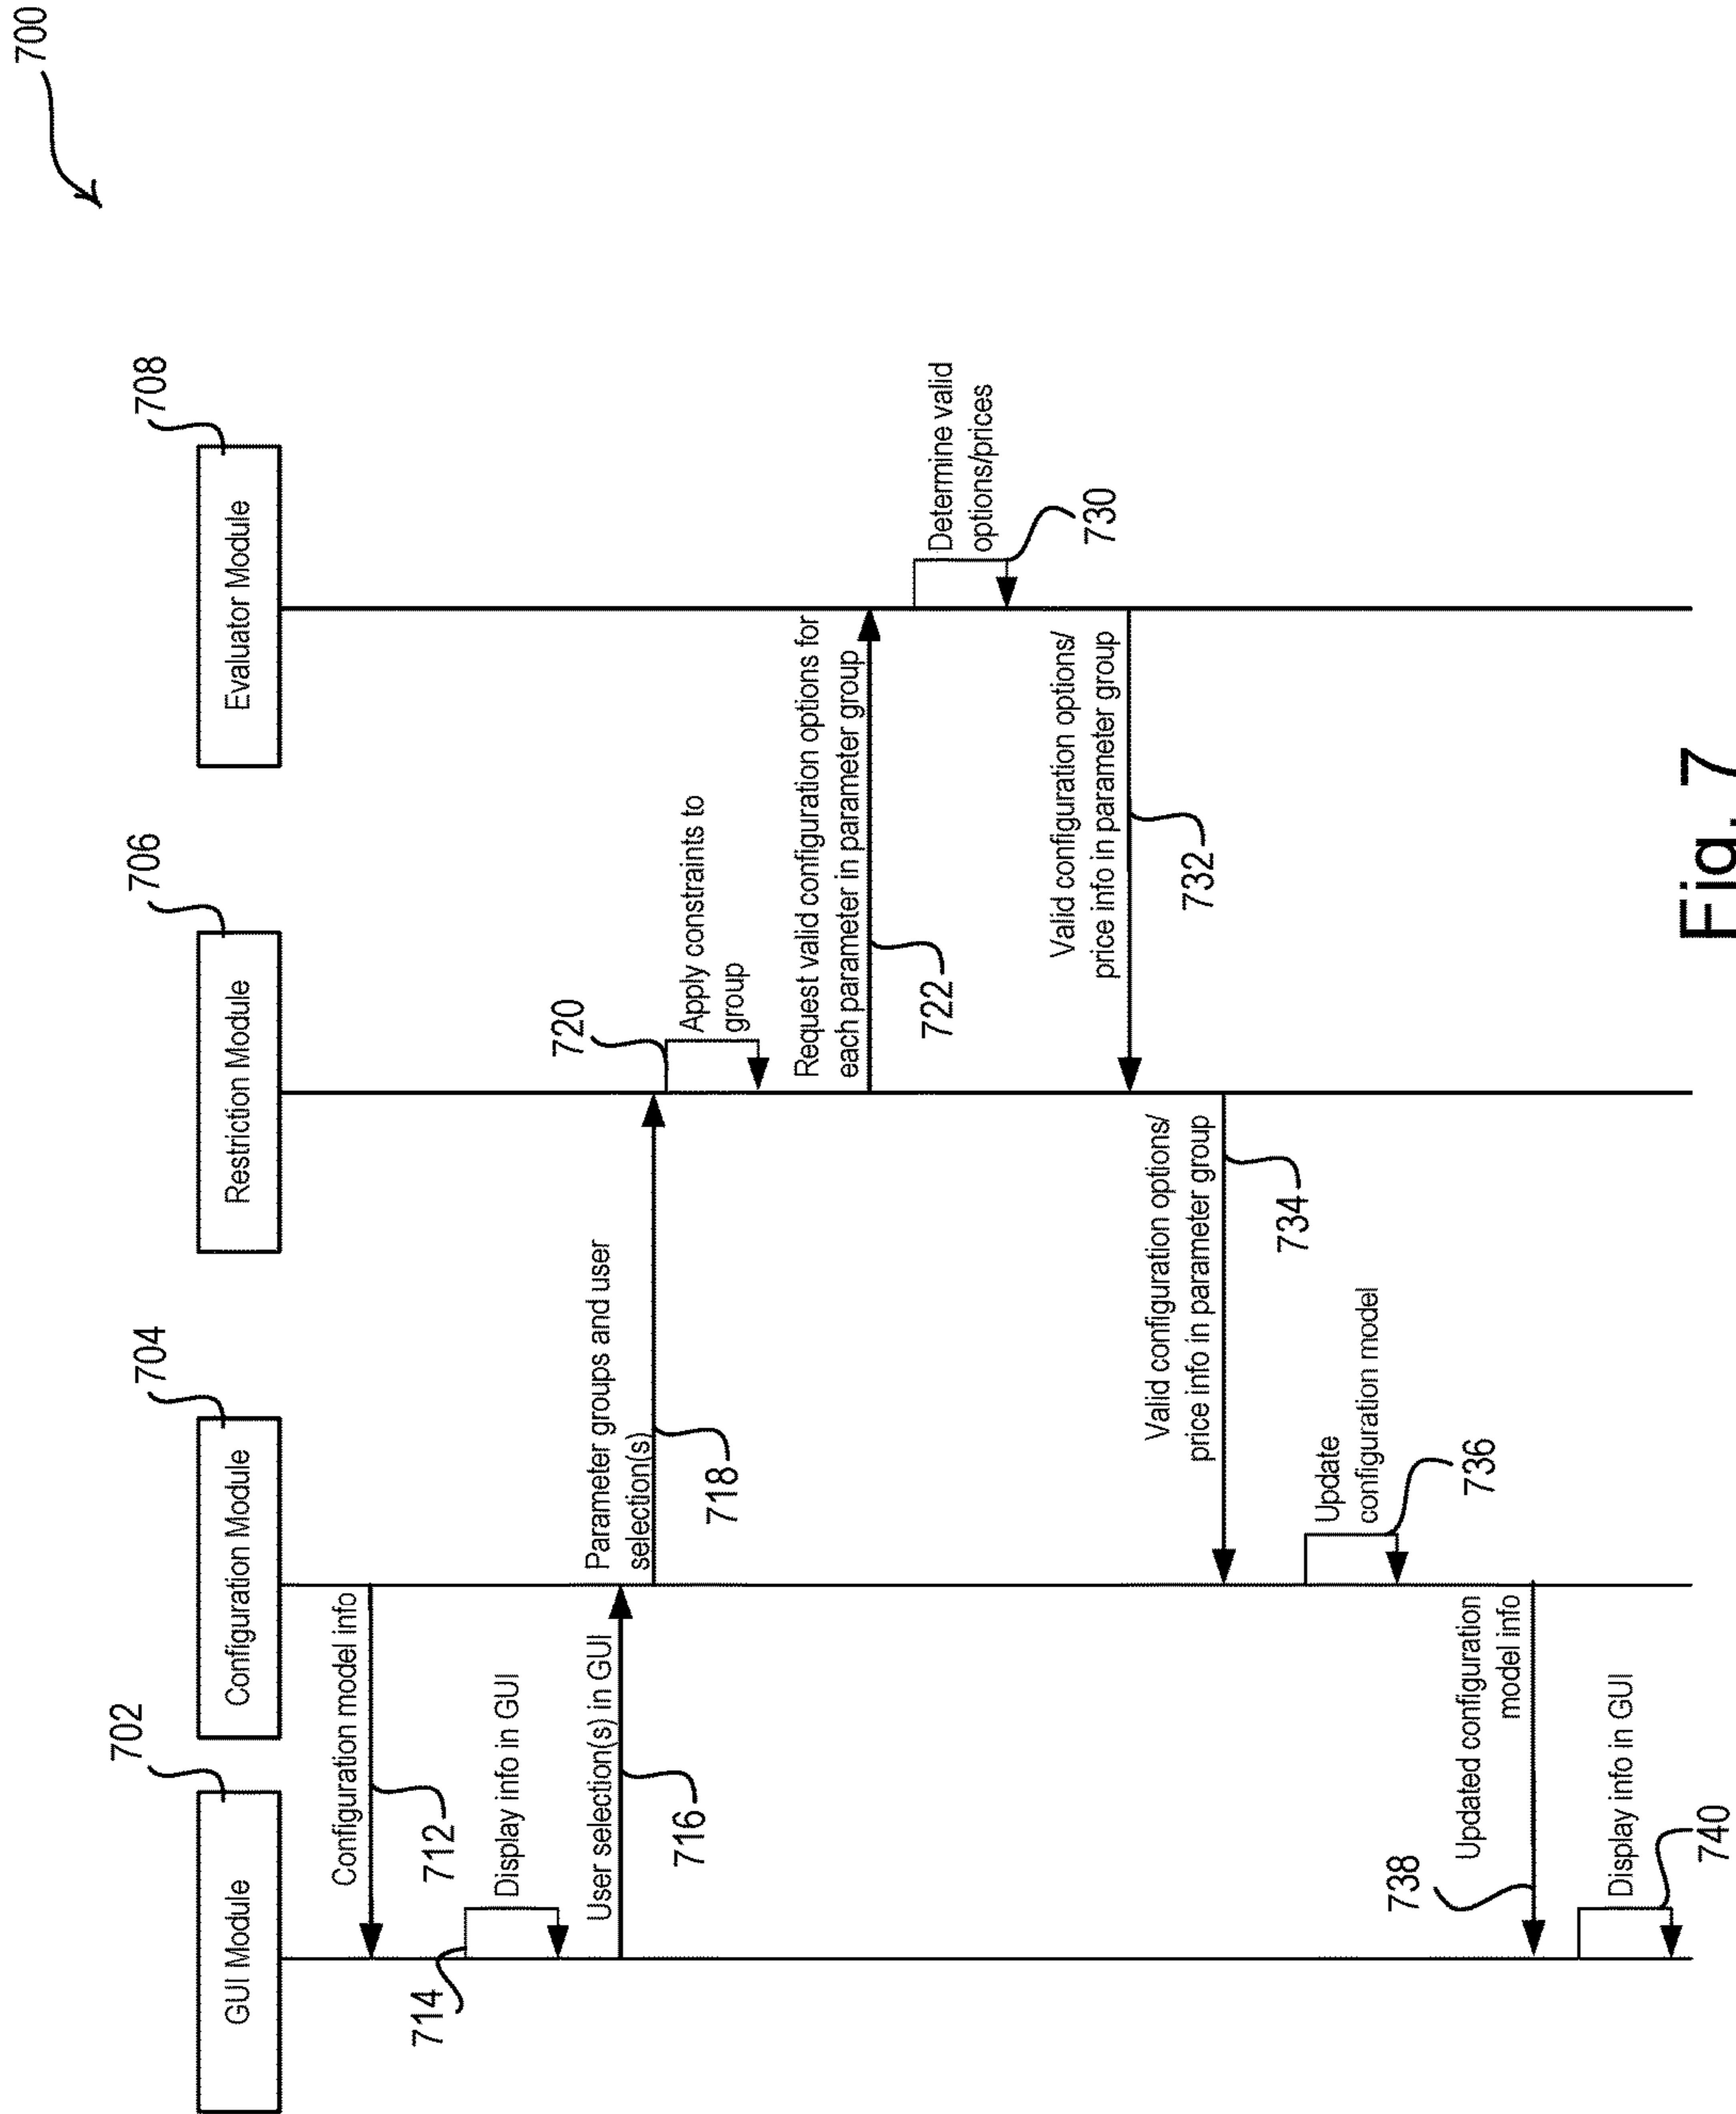 700
702
704
706
708
GUI Module
Configuration Module
Restriction Module
Evaluator Module
Configuration model info
712
714
Display info in GUI
User selection(s) in GUI
716
Parameter groups and user
selection(s)
718
720
Apply constraints to
group
Request valid configuration options for
each parameter in parameter group
722
Determine valid
options/prices
730
Valid configuration options/
price info in parameter group
732
Valid configuration options/
price info in parameter group
734
Update
configuration model
736
Updated configuration
model info
738
Display info in GUI
740
Fig. 7